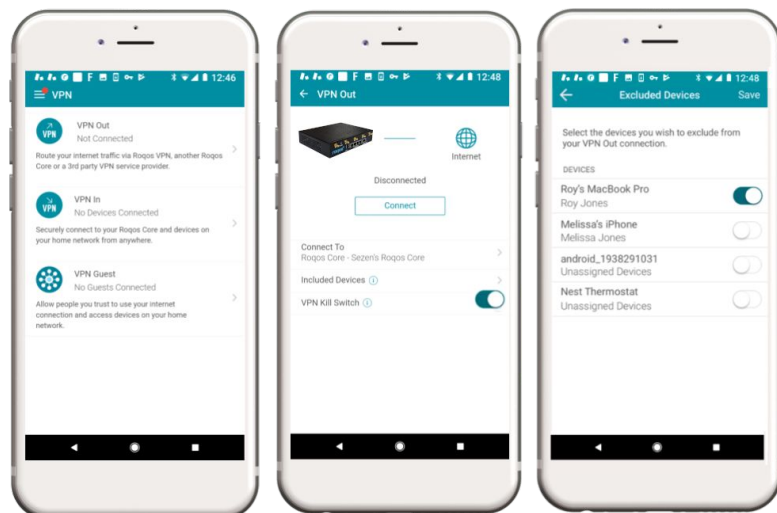 12:46
VPN
VPN
VPN Out
Not Connected
Route your internet traffic via Roqos VPN, another Roqos
Core or a 3rd party VPN service provider.
VPN
VPN In
No Devices Connected
Securely connect to your Roqos Core and devices on
your home network from anywhere.
VPN Guest
No Guests Connected
Allow people you trust to use your internet
connection and access devices on your home
network.
F 12:48
VPN Out
Internet
Disconnected
Connect
Connect To
Roqos Core - Sezen's Roqos Core
Included Devices
VPN Kill Switch
F 12:48
Excluded Devices Save
Select the devices you wish to exclude from
your VPN Out connection.
DEVICES
Roy's MacBook Pro
Roy Jones
Melissa's iPhone
Melissa Jones
android_1938291031
Unassigned Devices
Nest Thermostat
Unassigned Devices